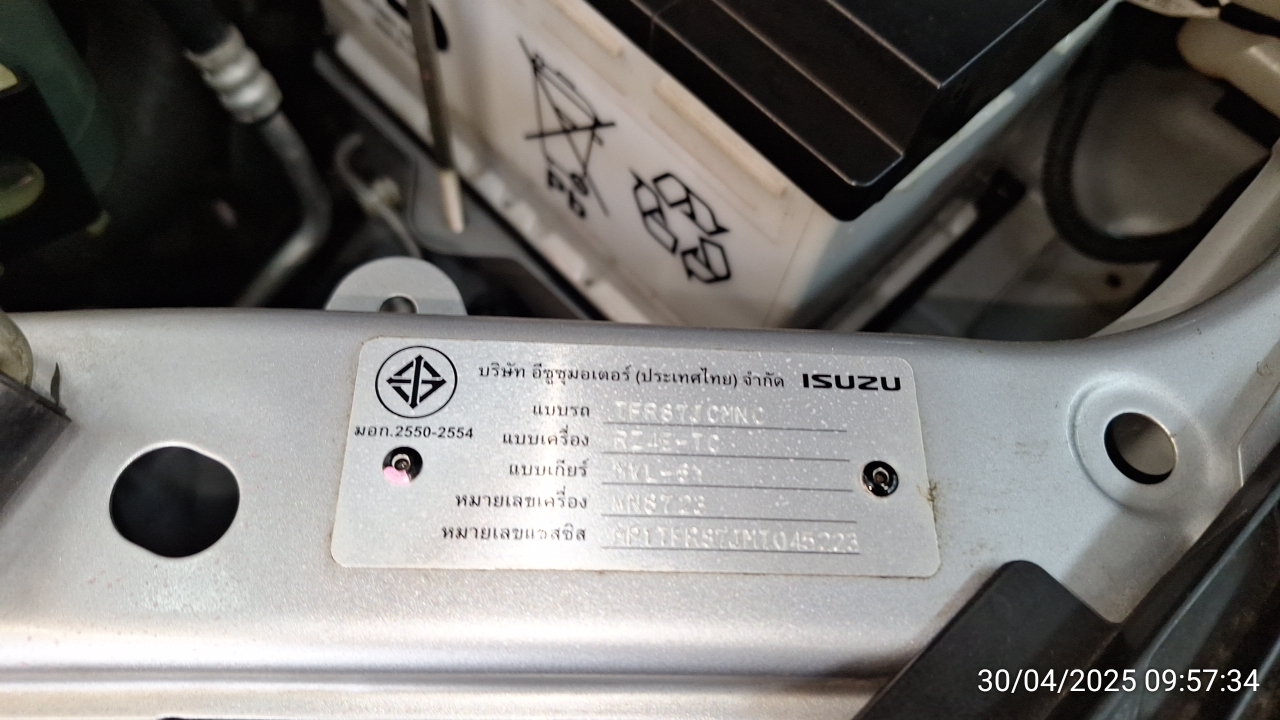 บริษัท อีซูซุมอเตอร์ (ประเทศไทย) จำกัด ISUZU
มอก.2550-2554
แบบรถ TFR87JCMNC
แบบเครื่อง RZ4E-TC
แบบเกียร์
หมายเลขเครื่อง
หมายเลขแชสซิส
30/04/2025 09:57:34